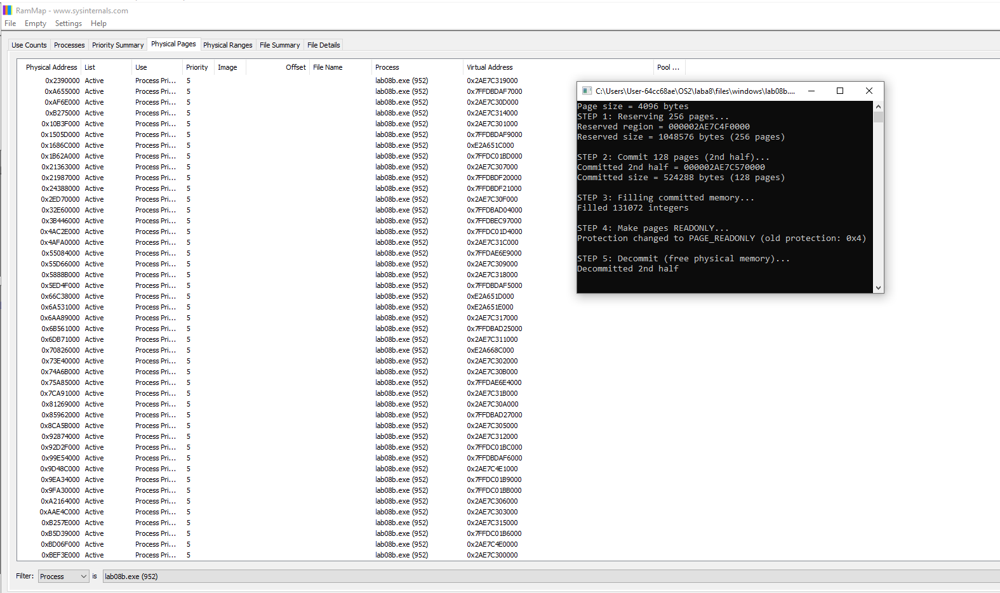 RamMap - www.sysinternals.com
File Empty Settings Help
Use Counts Processes Priority Summary Physical Pages Physical Ranges File Summary File Details
Physical Address List Use Priority Image Offset File Name Process Virtual Address Pool ...
0x2390000 Active Process Pri... 5 lab08b.exe (952) 0x2AE7C319000
0xA655000 Active Process Pri... 5 lab08b.exe (952) 0x7FFDBDAF7000
0xAF6E000 Active Process Pri... 5 lab08b.exe (952) 0x2AE7C30D000
0xB275000 Active Process Pri... 5 lab08b.exe (952) 0x2AE7C314000
0x10B3F000 Active Process Pri... 5 lab08b.exe (952) 0x2AE7C301000
0x1505D000 Active Process Pri... 5 lab08b.exe (952) 0x7FFDBDAF9000
0x1686C000 Active Process Pri... 5 lab08b.exe (952) 0xE2A651C000
0x1B62A000 Active Process Pri... 5 lab08b.exe (952) 0x7FFDC01BD000
0x21363000 Active Process Pri... 5 lab08b.exe (952) 0x2AE7C307000
0x21987000 Active Process Pri... 5 lab08b.exe (952) 0x7FFDBDF20000
0x24388000 Active Process Pri... 5 lab08b.exe (952) 0x7FFDBDF21000
0x2ED70000 Active Process Pri... 5 lab08b.exe (952) 0x2AE7C30F000
0x32E60000 Active Process Pri... 5 lab08b.exe (952) 0x7FFDBAD04000
0x3B446000 Active Process Pri... 5 lab08b.exe (952) 0x7FFDBEC97000
0x4AC2E000 Active Process Pri... 5 lab08b.exe (952) 0x7FFDC01D4000
0x4AFA0000 Active Process Pri... 5 lab08b.exe (952) 0x2AE7C31C000
0x55084000 Active Process Pri... 5 lab08b.exe (952) 0x7FFDAE6E9000
0x55D66000 Active Process Pri... 5 lab08b.exe (952) 0x2AE7C309000
0x5888B000 Active Process Pri... 5 lab08b.exe (952) 0x2AE7C318000
0x5ED4F000 Active Process Pri... 5 lab08b.exe (952) 0x7FFDBDAF5000
0x66C38000 Active Process Pri... 5 lab08b.exe (952) 0xE2A651D000
0x6A531000 Active Process Pri... 5 lab08b.exe (952) 0xE2A651E000
0x6AA89000 Active Process Pri... 5 lab08b.exe (952) 0x2AE7C317000
0x6B561000 Active Process Pri... 5 lab08b.exe (952) 0x7FFDBAD25000
0x6DB71000 Active Process Pri... 5 lab08b.exe (952) 0x2AE7C311000
0x70826000 Active Process Pri... 5 lab08b.exe (952) 0xE2A668C000
0x73E40000 Active Process Pri... 5 lab08b.exe (952) 0x2AE7C302000
0x74A6B000 Active Process Pri... 5 lab08b.exe (952) 0x2AE7C30B000
0x75A85000 Active Process Pri... 5 lab08b.exe (952) 0x7FFDAE6E4000
0x7CA91000 Active Process Pri... 5 lab08b.exe (952) 0x2AE7C31B000
0x81269000 Active Process Pri... 5 lab08b.exe (952) 0x2AE7C30A000
0x85962000 Active Process Pri... 5 lab08b.exe (952) 0x7FFDBAD27000
0x8CA5B000 Active Process Pri... 5 lab08b.exe (952) 0x2AE7C305000
0x92874000 Active Process Pri... 5 lab08b.exe (952) 0x2AE7C312000
0x92D2F000 Active Process Pri... 5 lab08b.exe (952) 0x7FFDC01BC000
0x99E54000 Active Process Pri... 5 lab08b.exe (952) 0x7FFDBDAF6000
0x9D48C000 Active Process Pri... 5 lab08b.exe (952) 0x2AE7C4E1000
0x9EA34000 Active Process Pri... 5 lab08b.exe (952) 0x7FFDC01B9000
0x9FA30000 Active Process Pri... 5 lab08b.exe (952) 0x7FFDC01BB000
0xA2164000 Active Process Pri... 5 lab08b.exe (952) 0x2AE7C306000
0xAAE4C000 Active Process Pri... 5 lab08b.exe (952) 0x2AE7C303000
0xB257E000 Active Process Pri... 5 lab08b.exe (952) 0x2AE7C315000
0xB5D39000 Active Process Pri... 5 lab08b.exe (952) 0x7FFDC01B6000
0xBD06F000 Active Process Pri... 5 lab08b.exe (952) 0x2AE7C4E0000
0xBEF3E000 Active Process Pri... 5 lab08b.exe (952) 0x2AE7C300000
Filter: Process is lab08b.exe (952)
C:\Users\User-64cc68ae\OS2\laba8\files\windows\lab08b....
Page size = 4096 bytes
STEP 1: Reserving 256 pages...
Reserved region = 000002AE7C4F0000
Reserved size = 1048576 bytes (256 pages)
STEP 2: Commit 128 pages (2nd half)...
Committed 2nd half = 000002AE7C570000
Committed size = 524288 bytes (128 pages)
STEP 3: Filling committed memory...
Filled 131072 integers
STEP 4: Make pages READONLY...
Protection changed to PAGE_READONLY (old protection: 0x4)
STEP 5: Decommit (free physical memory)...
Decommitted 2nd half